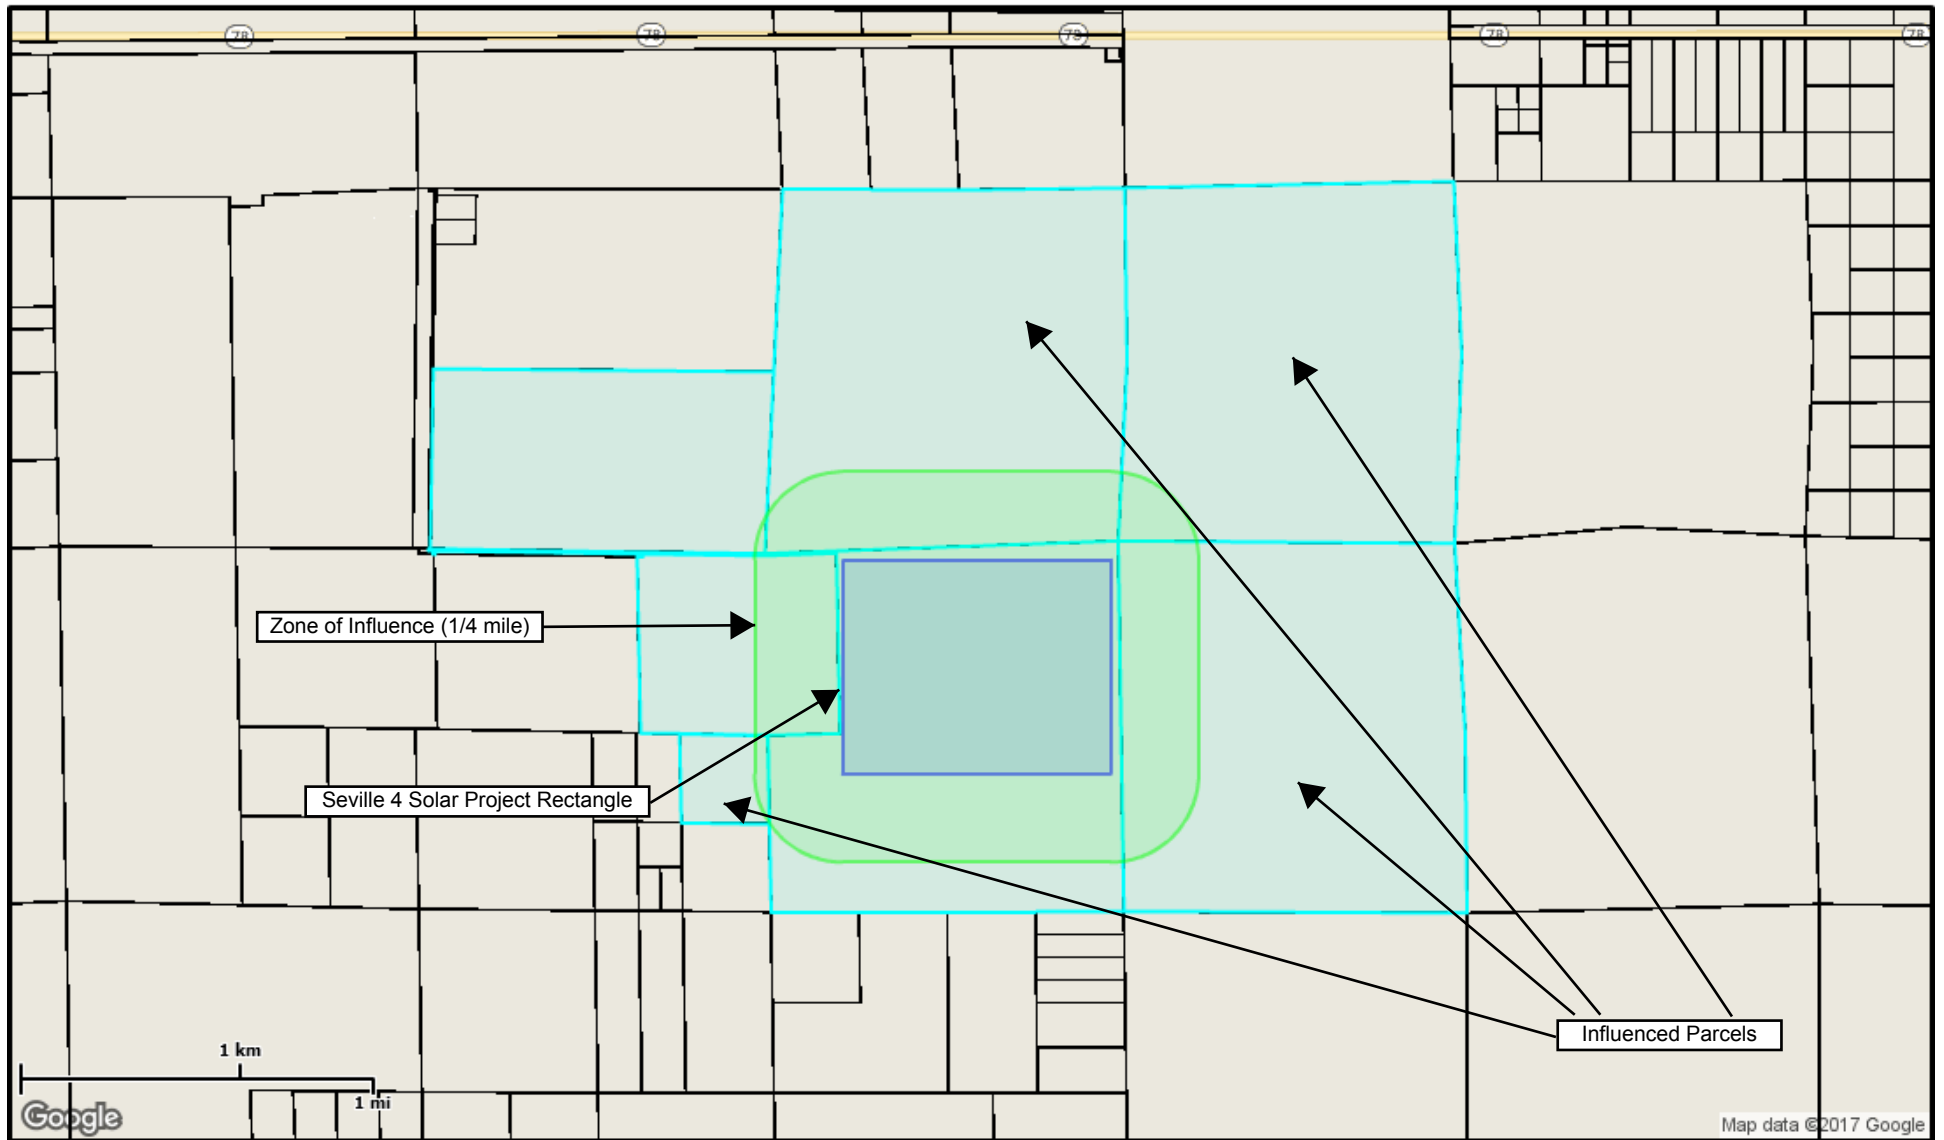 78 78 78 78 78
Zone of Influence (1/4 mile)
Seville 4 Solar Project Rectangle
Influenced Parcels
1 km
1 mi
Google
Map data ©2017 Google